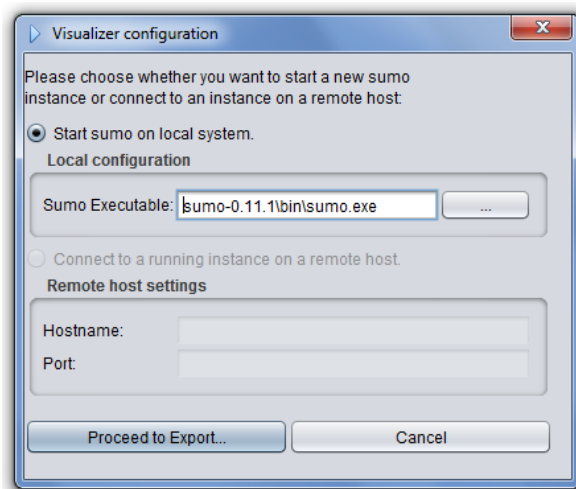 Visualizer configuration
Please choose whether you want to start a new sumo
instance or connect to an instance on a remote host:
Start sumo on local system.
Local configuration
Sumo Executable: sumo-0.11.1\bin\sumo.exe ...
Connect to a running instance on a remote host.
Remote host settings
Hostname:
Port:
Proceed to Export... Cancel